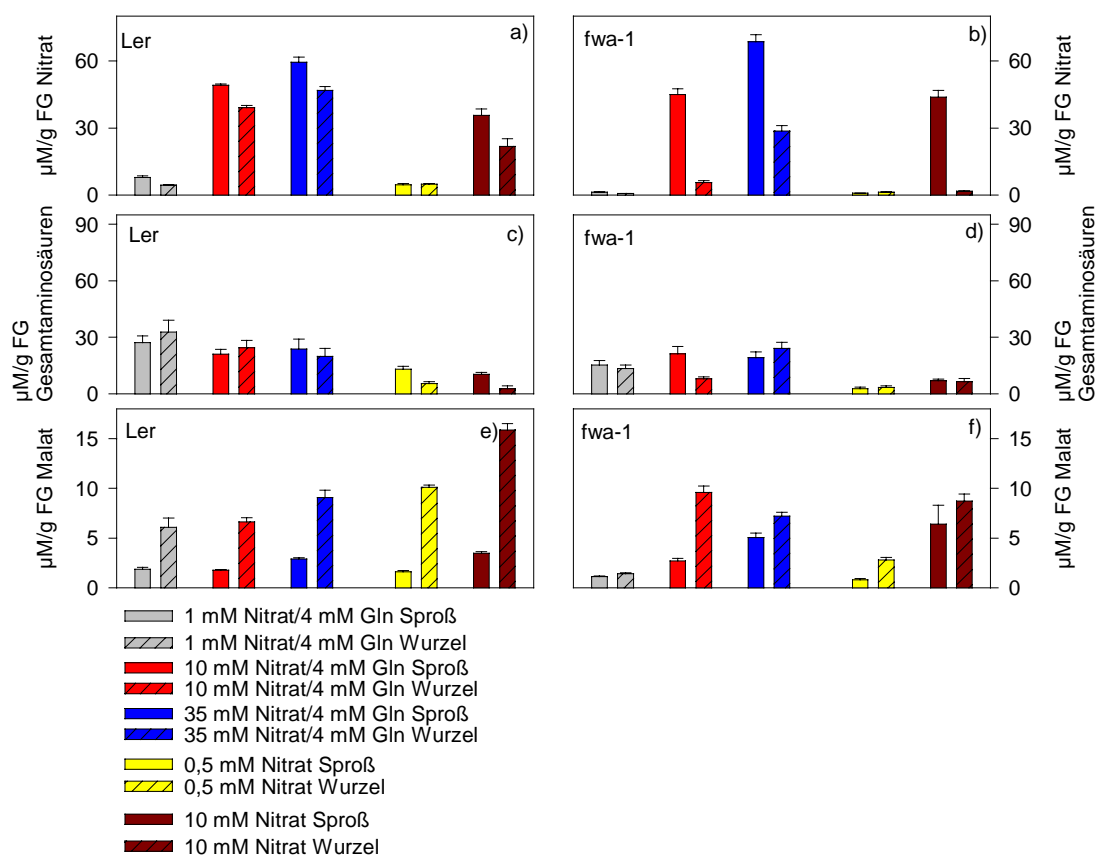 Ler
a)
µM/g FG Nitrat
60
30
0
fwa-1
b)
60
30
0
µM/g FG Nitrat
Ler
c)
µM/g FG
Gesamtaminosäuren
90
60
30
0
fwa-1
d)
90
60
30
0
µM/g FG
Gesamtaminosäuren
Ler
e)
µM/g FG Malat
15
10
5
0
fwa-1
f)
15
10
5
0
µM/g FG Malat
1 mM Nitrat/4 mM Gln Sproß
1 mM Nitrat/4 mM Gln Wurzel
10 mM Nitrat/4 mM Gln Sproß
10 mM Nitrat/4 mM Gln Wurzel
35 mM Nitrat/4 mM Gln Sproß
35 mM Nitrat/4 mM Gln Wurzel
0,5 mM Nitrat Sproß
0,5 mM Nitrat Wurzel
10 mM Nitrat Sproß
10 mM Nitrat Wurzel